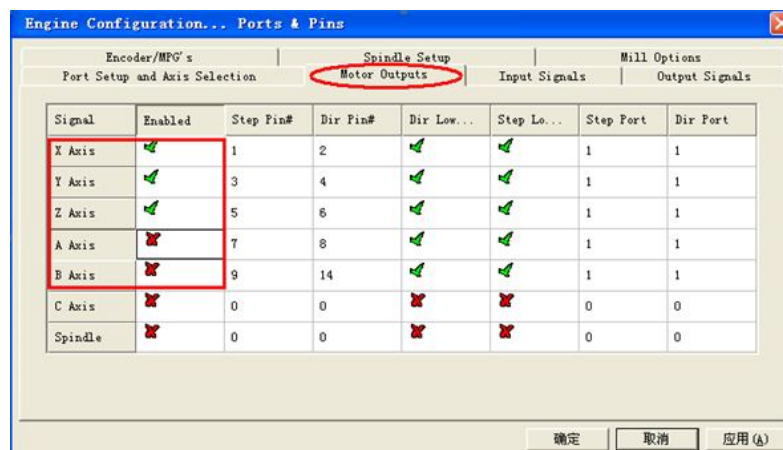 Engine Configuration... Ports & Pins
Encoder/MPG's Spindle Setup Mill Options
Port Setup and Axis Selection Motor Outputs Input Signals Output Signals
Signal Enabled Step Pin# Dir Pin# Dir Low... Step Lo... Step Port Dir Port
X Axis 1 2 1 1
Y Axis 3 4 1 1
Z Axis 5 6 1 1
A Axis 7 8 1 1
B Axis 9 14 1 1
C Axis 0 0 0 0
Spindle 0 0 0 0
确定 取消 应用(A)